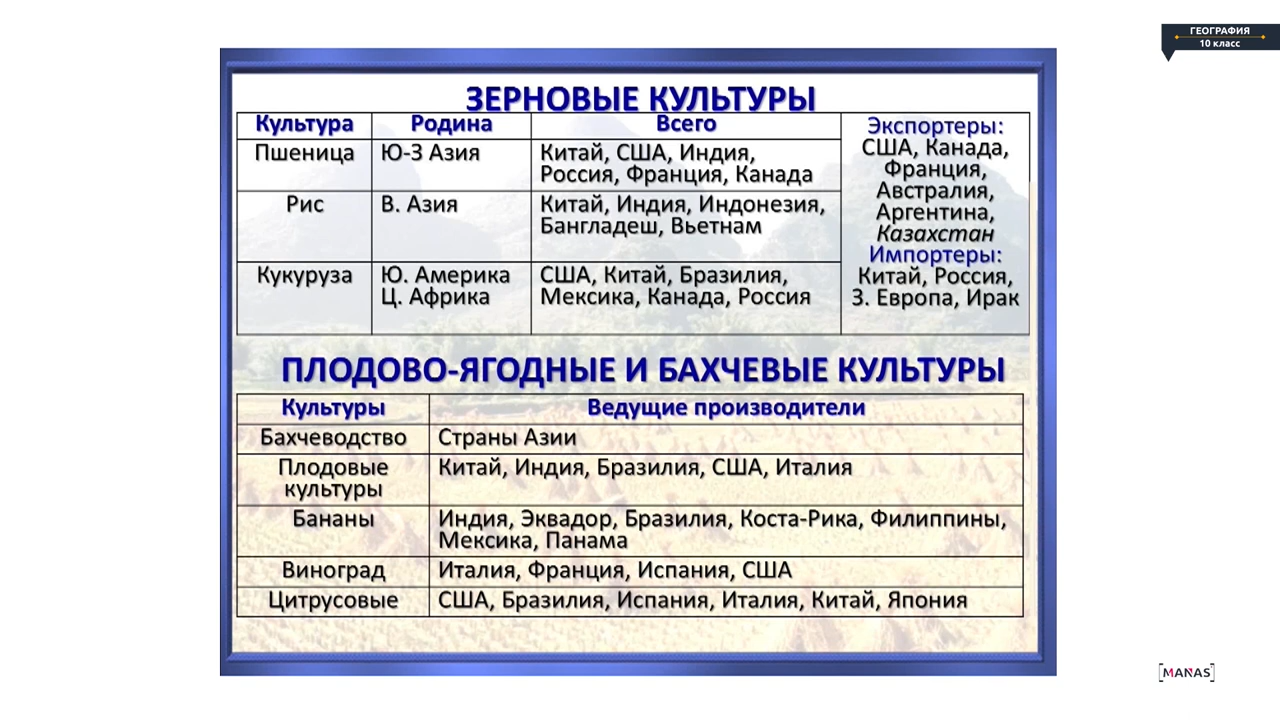 ГЕОГРАФИЯ
10 класс
ЗЕРНОВЫЕ КУЛЬТУРЫ
Культура Родина Всего
Пшеница Ю-З Азия Китай, США, Индия,
Россия, Франция, Канада
Рис В. Азия Китай, Индия, Индонезия,
Бангладеш, Вьетнам
Кукуруза Ю. Америка США, Китай, Бразилия,
Ц. Африка Мексика, Канада, Россия
Экспортеры:
США, Канада,
Франция,
Австралия,
Аргентина,
Казахстан
Импортеры:
Китай, Россия,
З. Европа, Ирак
ПЛОДОВО-ЯГОДНЫЕ И БАХЧЕВЫЕ КУЛЬТУРЫ
Культуры Ведущие производители
Бахчеводство Страны Азии
Плодовые Китай, Индия, Бразилия, США, Италия
культуры
Бананы Индия, Эквадор, Бразилия, Коста-Рика, Филиппины,
Мексика, Панама
Виноград Италия, Франция, Испания, США
Цитрусовые США, Бразилия, Испания, Италия, Китай, Япония
[MANAS]